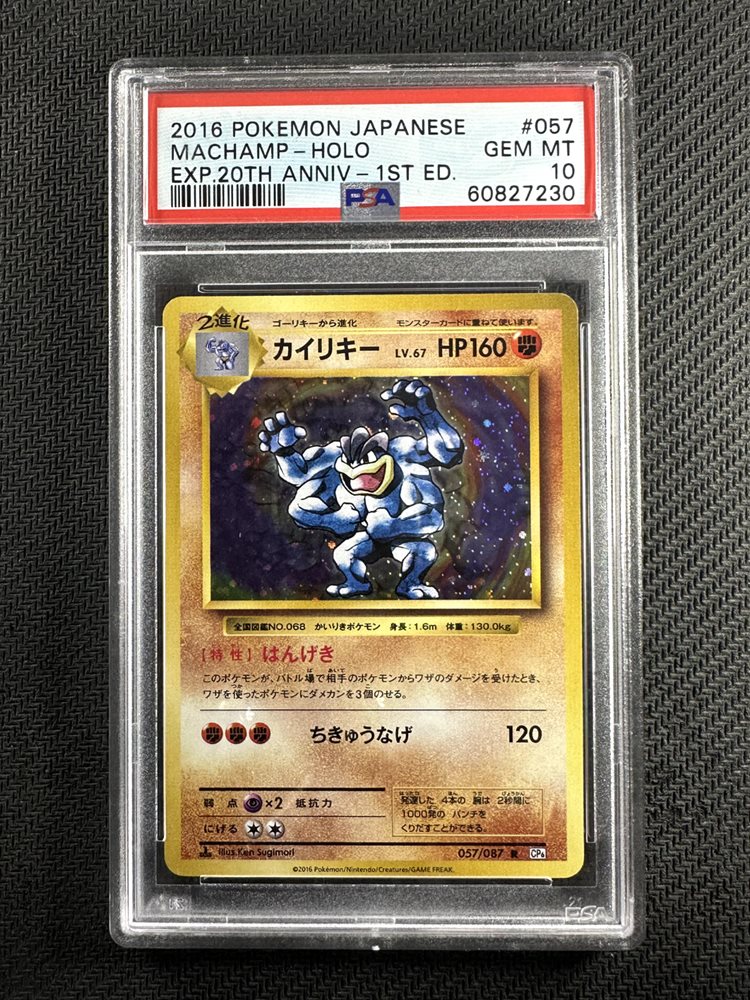 2016 POKEMON JAPANESE #057
MACHAMP - HOLO GEM MT
EXP.20TH ANNIV - 1ST ED. 10
PSA 60827230
2進化 ゴーリキーから進化 モンスターカードに重ねて使います。
カイリキー LV.67 HP160
全国図鑑NO.068 かいりきポケモン 身長:1.6m 体重:130.0kg
[特性] はんげき
このポケモンが、バトル場で相手のポケモンからワザのダメージを受けたとき、
ワザを使ったポケモンにダメカンを3個のせる。
ちきゅうなげ 120
弱点 ×2 抵抗力
にげる
発達した 4本の 腕は 2秒間に
1000発の パンチを
くりだすことができる。
Illus.Ken Sugimori 057/087 R CP6
©2016 Pokémon/Nintendo/Creatures/GAME FREAK.
PSA